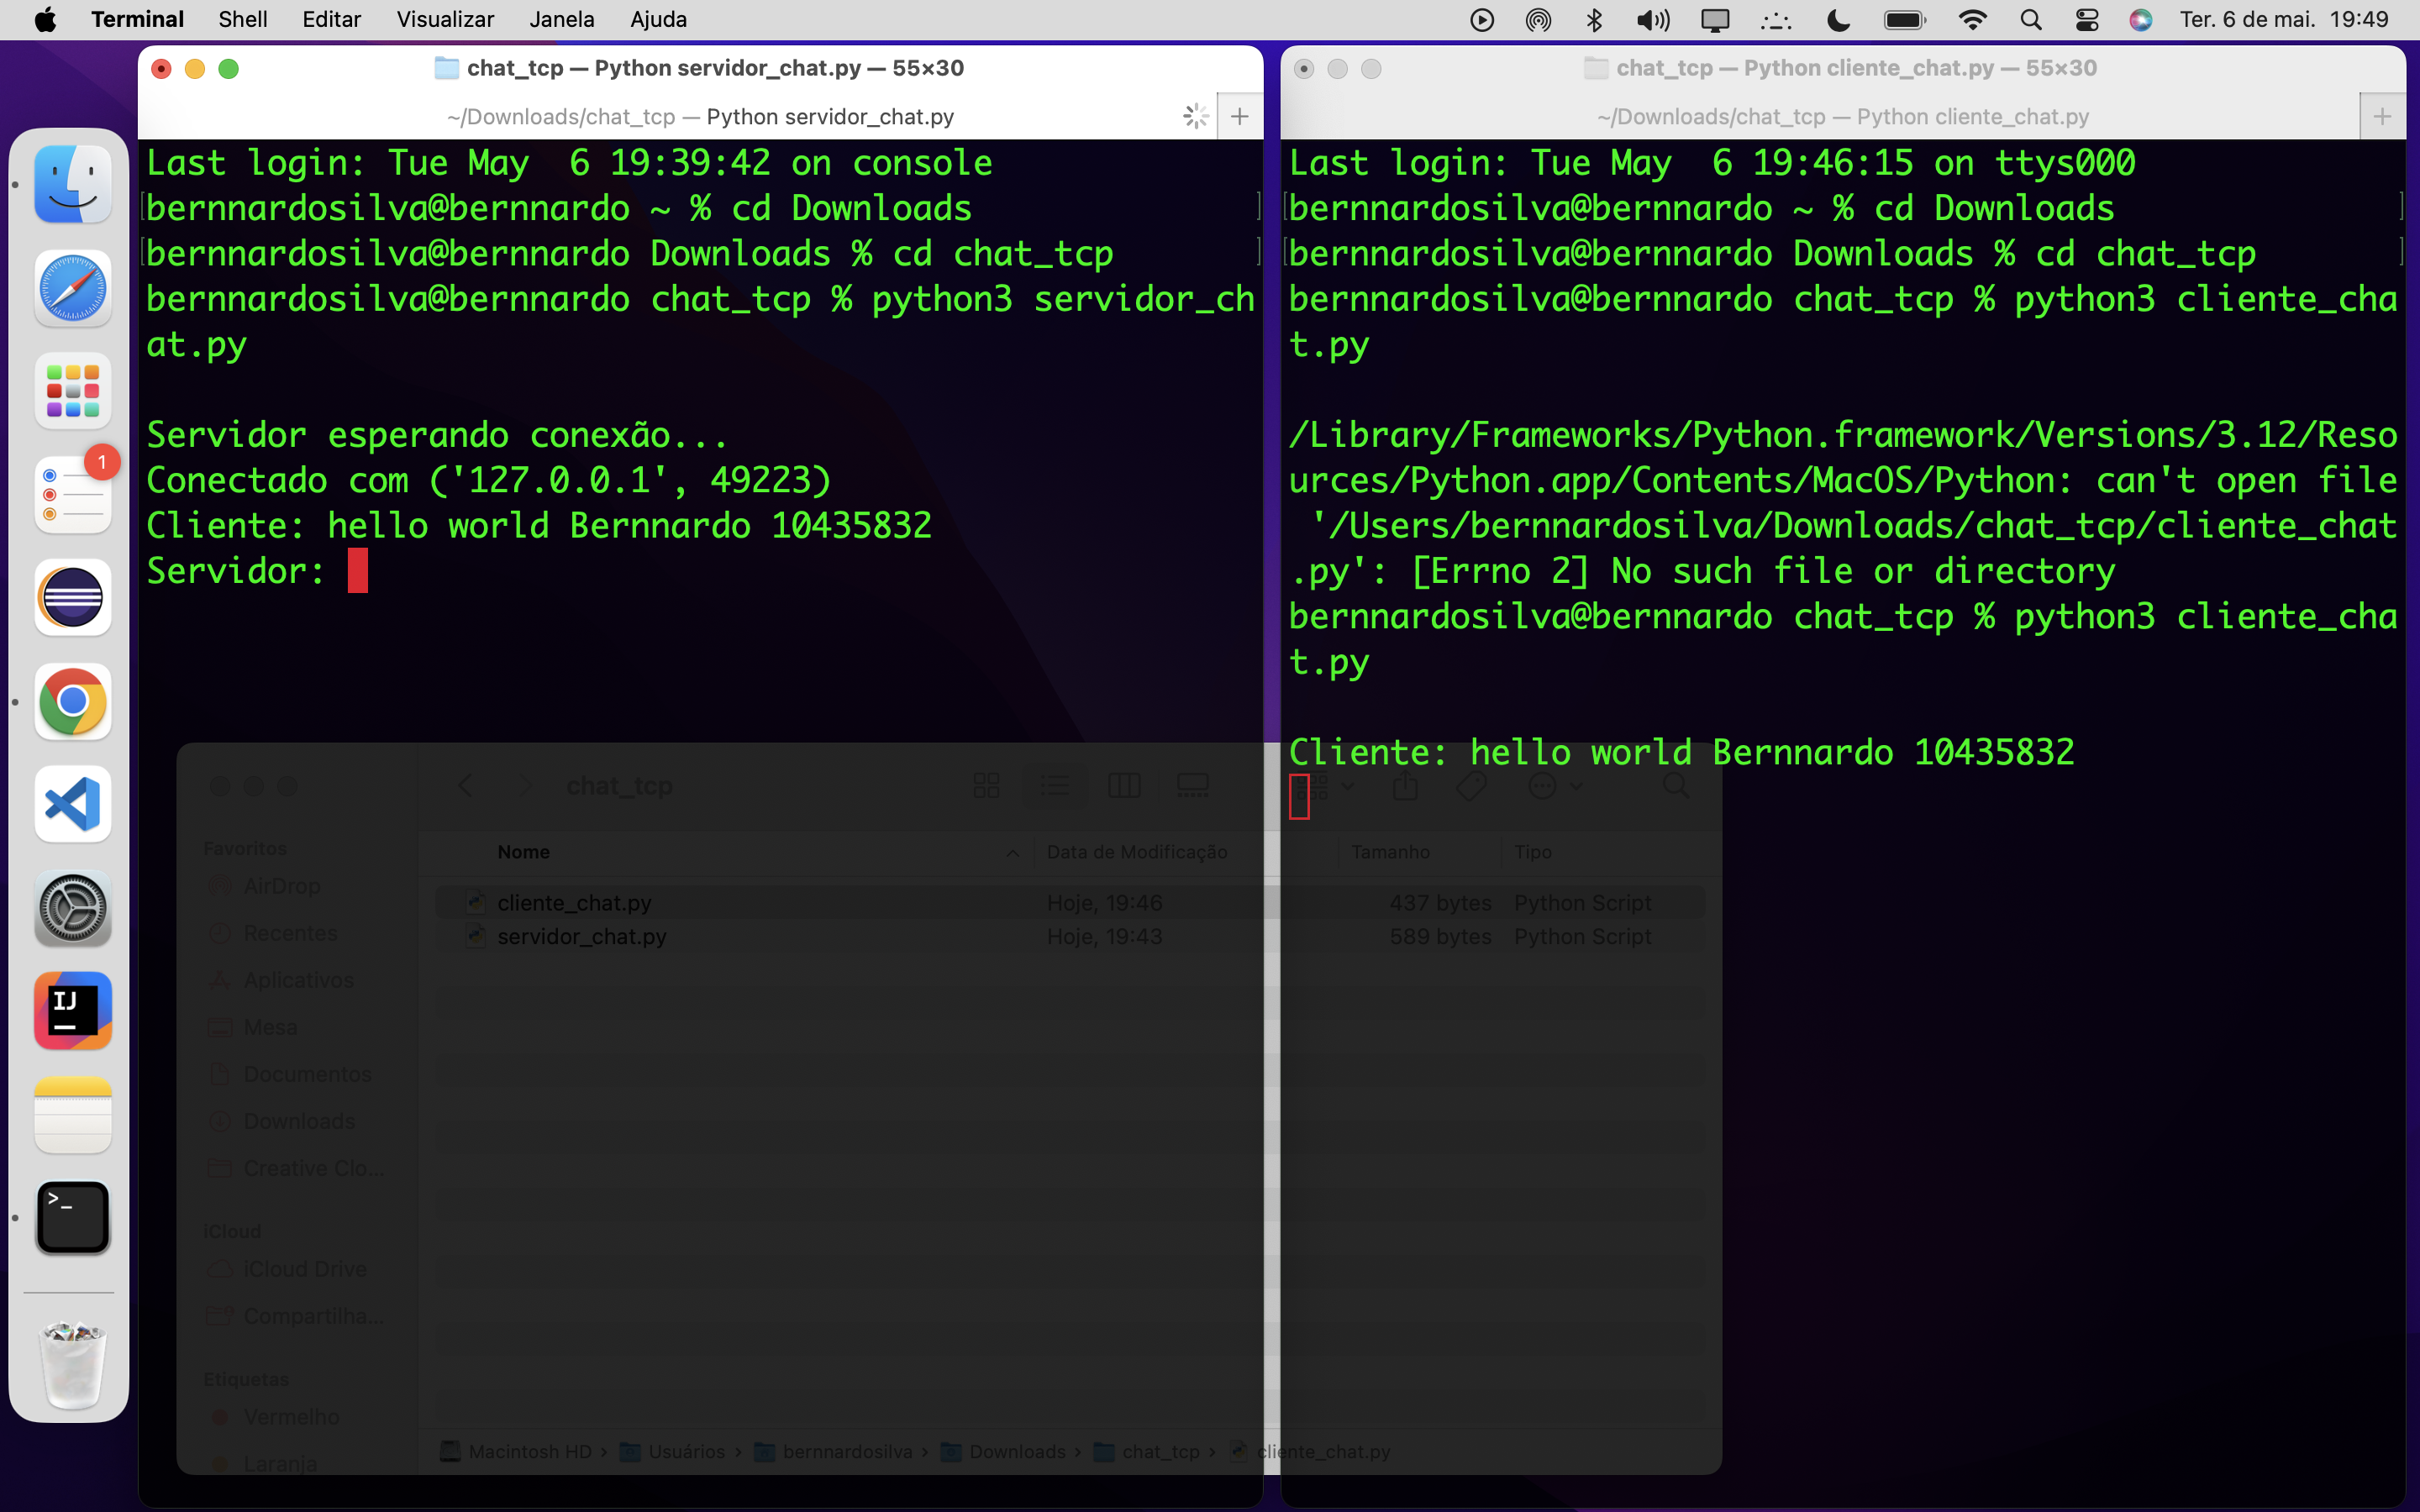 Terminal Shell Editar Visualizar Janela Ajuda Ter. 6 de mai. 19:49
chat_tcp — Python servidor_chat.py — 55×30
~/Downloads/chat_tcp — Python servidor_chat.py
Last login: Tue May  6 19:39:42 on console
bernnardosilva@bernnardo ~ % cd Downloads
bernnardosilva@bernnardo Downloads % cd chat_tcp
bernnardosilva@bernnardo chat_tcp % python3 servidor_ch
at.py
Servidor esperando conexão...
Conectado com ('127.0.0.1', 49223)
Cliente: hello world Bernnardo 10435832
Servidor:
chat_tcp — Python cliente_chat.py — 55×30
~/Downloads/chat_tcp — Python cliente_chat.py
Last login: Tue May  6 19:46:15 on ttys000
bernnardosilva@bernnardo ~ % cd Downloads
bernnardosilva@bernnardo Downloads % cd chat_tcp
bernnardosilva@bernnardo chat_tcp % python3 cliente_cha
t.py
/Library/Frameworks/Python.framework/Versions/3.12/Reso
urces/Python.app/Contents/MacOS/Python: can't open file
 '/Users/bernnardosilva/Downloads/chat_tcp/cliente_chat
.py': [Errno 2] No such file or directory
bernnardosilva@bernnardo chat_tcp % python3 cliente_cha
t.py
Cliente: hello world Bernnardo 10435832
chat_tcp
Favoritos
AirDrop
Recentes
Aplicativos
Mesa
Documentos
Downloads
Creative Clo...
iCloud
iCloud Drive
Compartilha...
Etiquetas
Vermelho
Laranja
Nome Data de Modificação Tamanho Tipo
cliente_chat.py Hoje, 19:46 437 bytes Python Script
servidor_chat.py Hoje, 19:43 589 bytes Python Script
Macintosh HD › Usuários › bernnardosilva › Downloads › chat_tcp › cliente_chat.py
1
IJ
>_